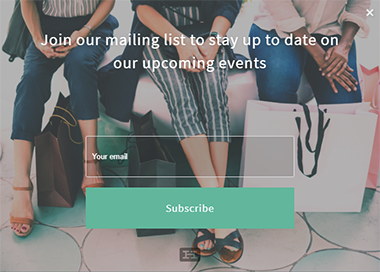 Join our mailing list to stay up to date on
our upcoming events
Your email
Subscribe